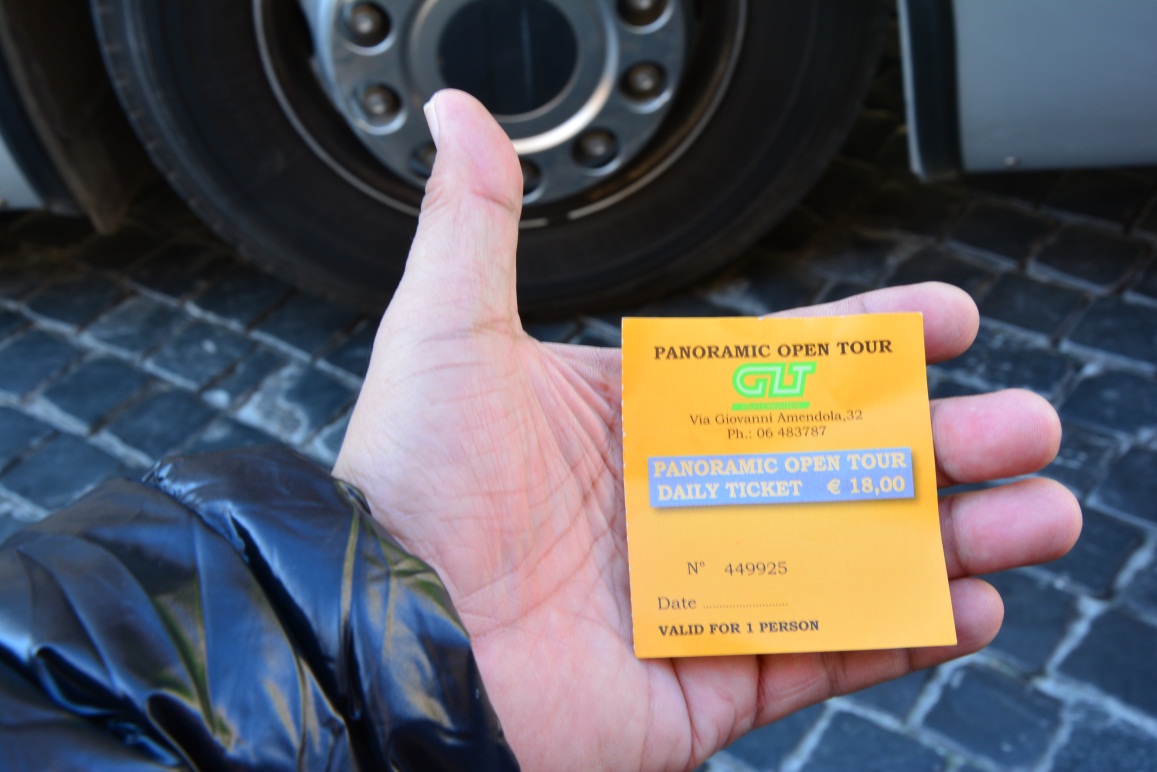 PANORAMIC OPEN TOUR
GLT
Via Giovanni Amendola,32
Ph.: 06 483787
PANORAMIC OPEN TOUR
DAILY TICKET € 18,00
N° 449925
Date ............................
VALID FOR 1 PERSON